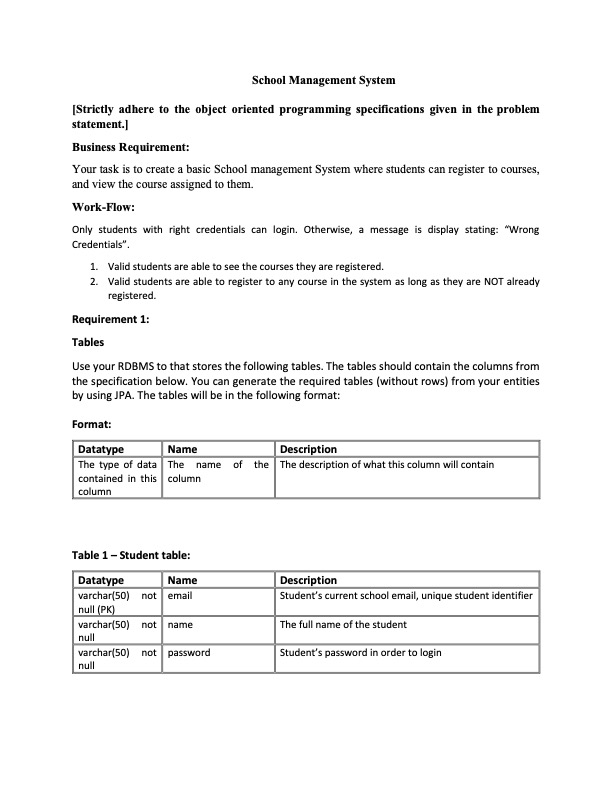 School Management System
[Strictly adhere to the object oriented programming specifications given in the problem
statement.]
Business Requirement:
Your task is to create a basic School management System where students can register to courses,
and view the course assigned to them.
Work-Flow:
Only students with right credentials can login. Otherwise, a message is display stating: “Wrong
Credentials”.
1. Valid students are able to see the courses they are registered.
2. Valid students are able to register to any course in the system as long as they are NOT already
registered.
Requirement 1:
Tables
Use your RDBMS to that stores the following tables. The tables should contain the columns from
the specification below. You can generate the required tables (without rows) from your entities
by using JPA. The tables will be in the following format:
Format:
Datatype Name Description
The type of data The name of the The description of what this column will contain
contained in this column
column
Table 1 – Student table:
Datatype Name Description
varchar(50) not email Student’s current school email, unique student identifier
null (PK)
varchar(50) not name The full name of the student
null
varchar(50) not password Student’s password in order to login
null